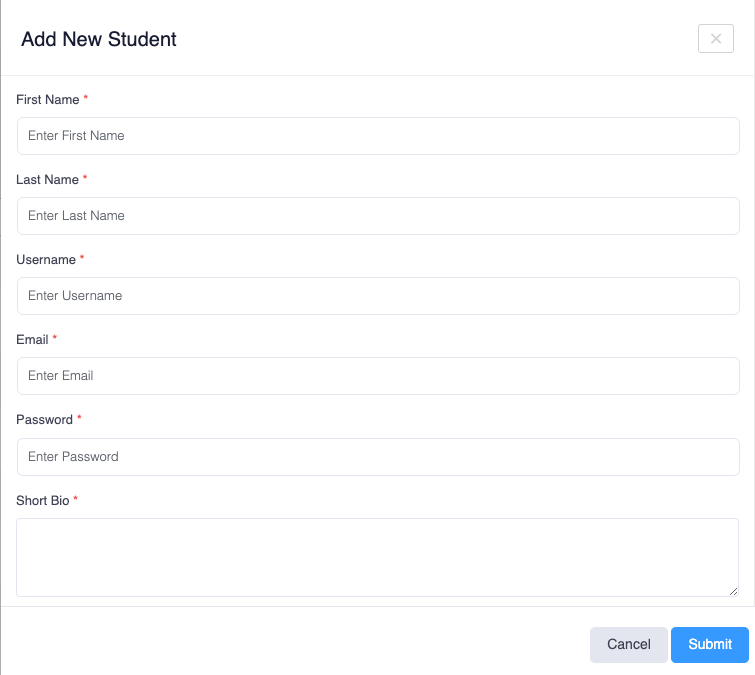 Add New Student
First Name *
Enter First Name
Last Name *
Enter Last Name
Username *
Enter Username
Email *
Enter Email
Password *
Enter Password
Short Bio *
Cancel Submit